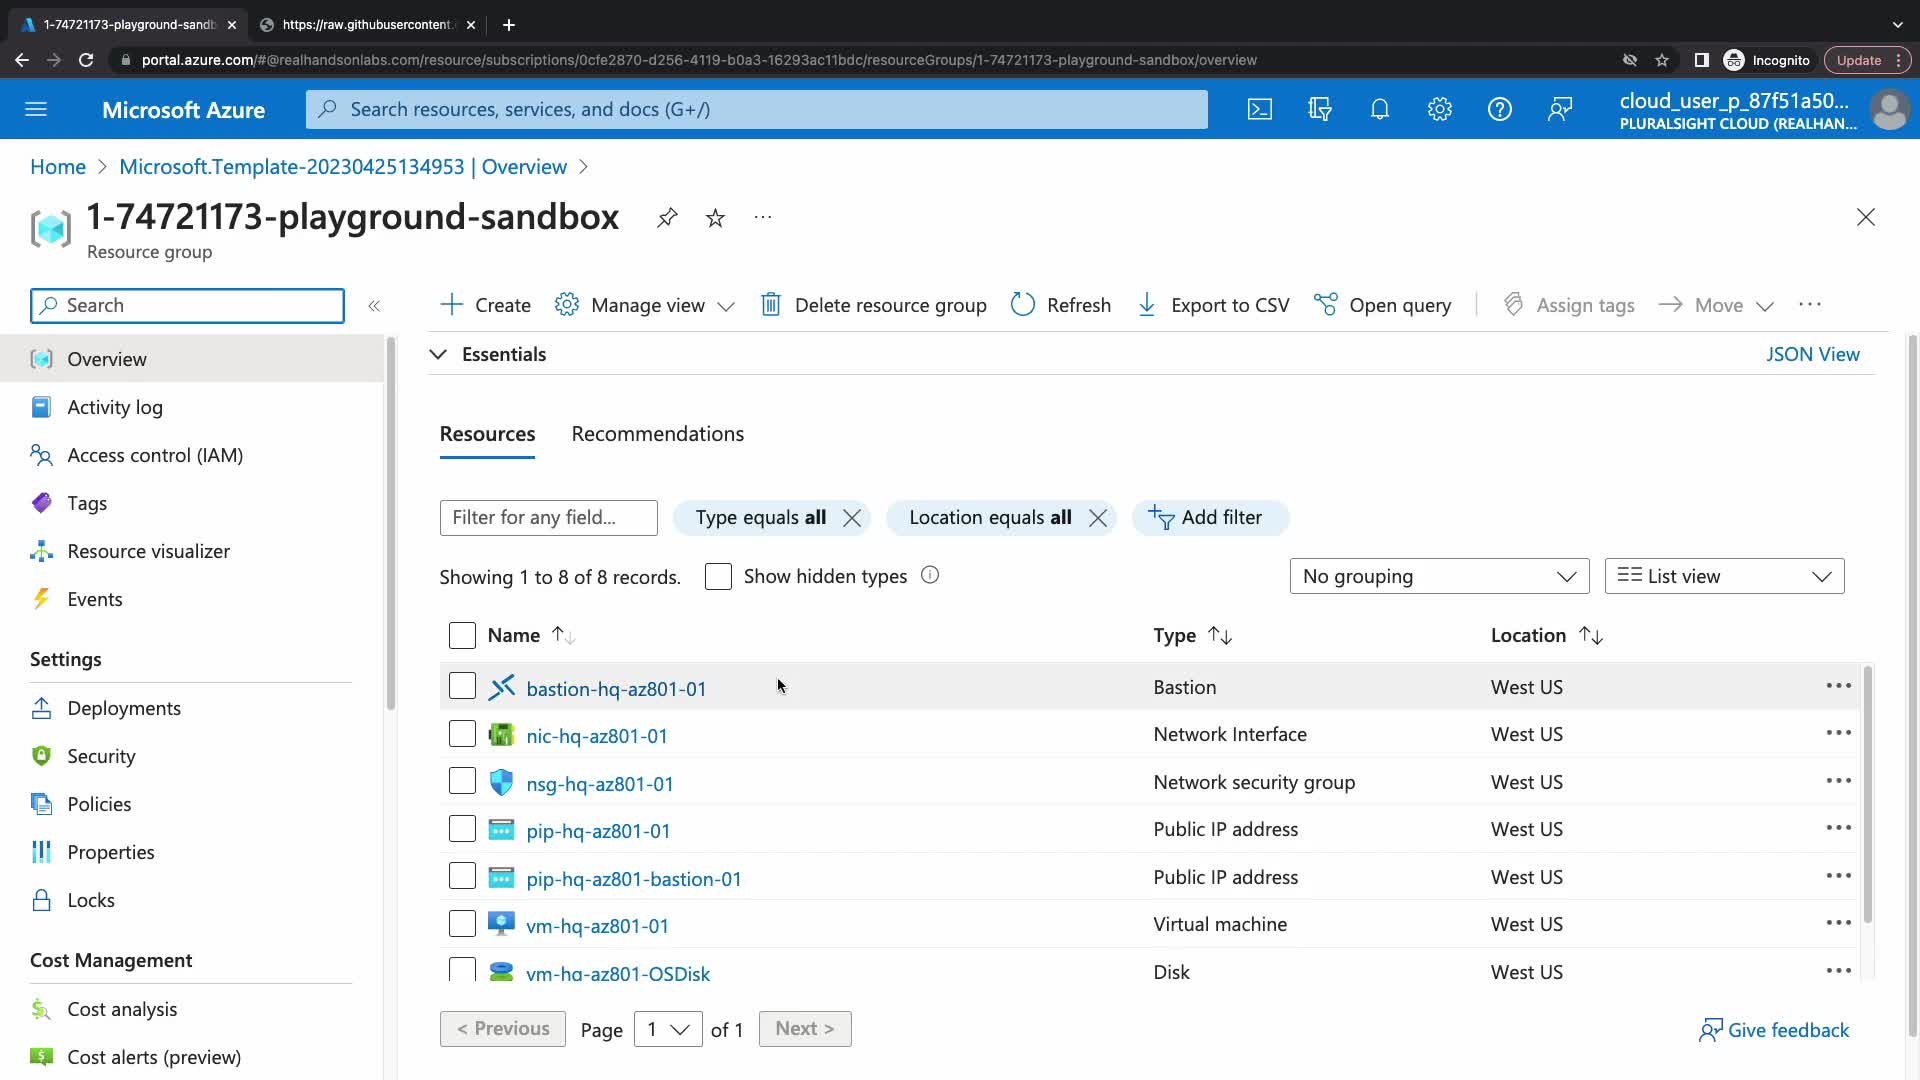 1-74721173-playground-sandb
https://raw.githubusercontent.
portal.azure.com/#@realhandsonlabs.com/resource/subscriptions/0cfe2870-d256-4119-b0a3-16293ac11bdc/resourceGroups/1-74721173-playground-sandbox/overview
Incognito
Update
Microsoft Azure
Search resources, services, and docs (G+/)
cloud_user_p_87f51a50...
PLURALSIGHT CLOUD (REALHAN...
Home > Microsoft.Template-20230425134953 | Overview >
1-74721173-playground-sandbox
Resource group
Search
Create
Manage view
Delete resource group
Refresh
Export to CSV
Open query
Assign tags
Move
Overview
Activity log
Access control (IAM)
Tags
Resource visualizer
Events
Settings
Deployments
Security
Policies
Properties
Locks
Cost Management
Cost analysis
Cost alerts (preview)
Essentials
JSON View
Resources
Recommendations
Filter for any field...
Type equals all
Location equals all
Add filter
Showing 1 to 8 of 8 records.
Show hidden types
No grouping
List view
Name
Type
Location
bastion-hq-az801-01 Bastion West US
nic-hq-az801-01 Network Interface West US
nsg-hq-az801-01 Network security group West US
pip-hq-az801-01 Public IP address West US
pip-hq-az801-bastion-01 Public IP address West US
vm-hq-az801-01 Virtual machine West US
vm-hq-az801-OSDisk Disk West US
< Previous
Page 1 of 1
Next >
Give feedback